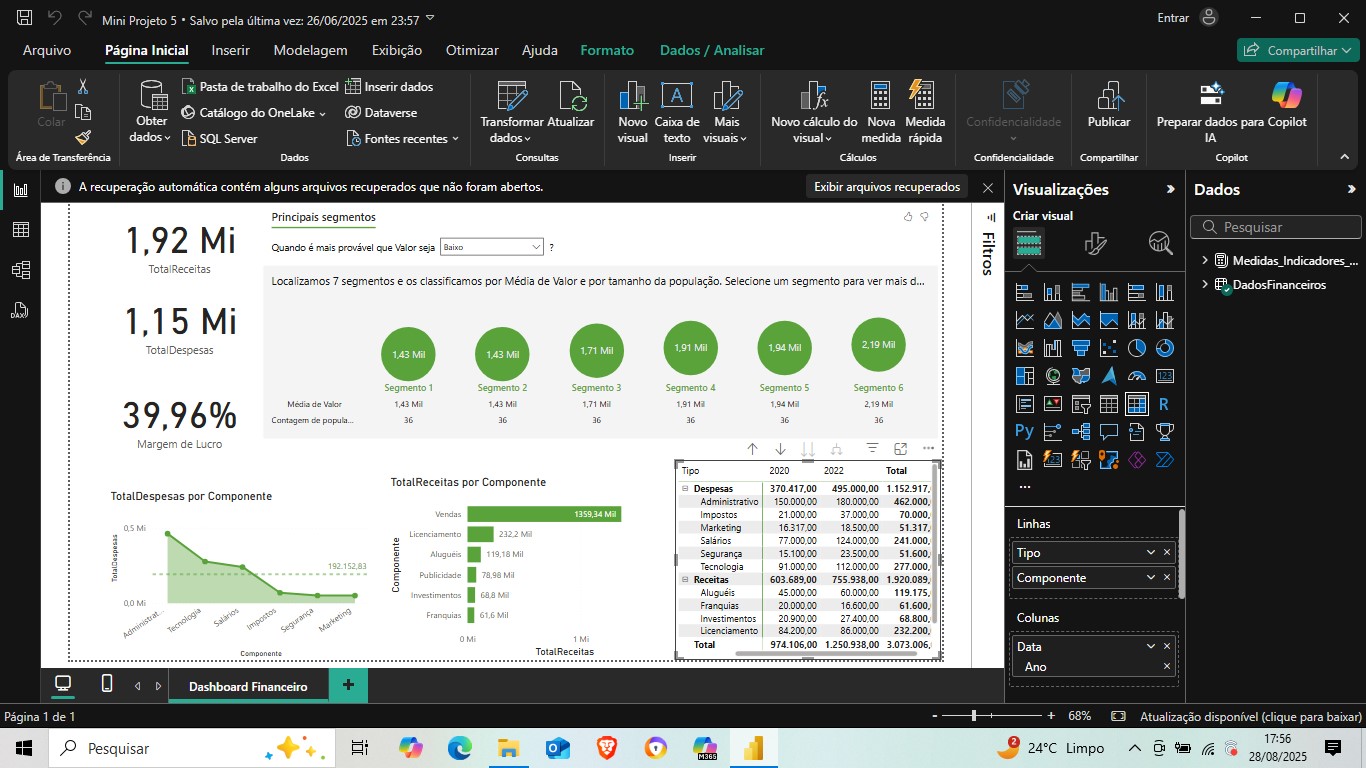 Mini Projeto 5 • Salvo pela última vez: 26/06/2025 em 23:57
Entrar
Arquivo
Página Inicial
Inserir
Modelagem
Exibição
Otimizar
Ajuda
Formato
Dados / Analisar
Compartilhar
Colar
Área de Transferência
Obter dados
Pasta de trabalho do Excel
Catálogo do OneLake
SQL Server
Inserir dados
Dataverse
Fontes recentes
Dados
Transformar dados
Atualizar
Consultas
Novo visual
Caixa de texto
Mais visuais
Inserir
Novo cálculo do visual
Nova medida
Medida rápida
Cálculos
Confidencialidade
Confidencialidade
Publicar
Compartilhar
Preparar dados para IA
Copilot
Copilot
A recuperação automática contém alguns arquivos recuperados que não foram abertos.
Exibir arquivos recuperados
1,92 Mi
TotalReceitas
1,15 Mi
TotalDespesas
39,96%
Margem de Lucro
Principais segmentos
Quando é mais provável que Valor seja Baixo ?
Localizamos 7 segmentos e os classificamos por Média de Valor e por tamanho da população. Selecione um segmento para ver mais d...
1,43 Mil 1,43 Mil 1,71 Mil 1,91 Mil 1,94 Mil 2,19 Mil
Segmento 1 Segmento 2 Segmento 3 Segmento 4 Segmento 5 Segmento 6
Média de Valor 1,43 Mil 1,43 Mil 1,71 Mil 1,91 Mil 1,94 Mil 2,19 Mil
Contagem de popula... 36 36 36 36 36 36
TotalDespesas por Componente
TotalDespesas
0,5 Mi
192.152,83
0,0 Mi
Administrat... Tecnologia Salários Impostos Segurança Marketing
Componente
TotalReceitas por Componente
Componente
Vendas 1359,34 Mil
Licenciamento 232,2 Mil
Aluguéis 119,18 Mil
Publicidade 78,98 Mil
Investimentos 68,8 Mil
Franquias 61,6 Mil
0 Mi 1 Mi
TotalReceitas
Tipo 2020 2022 Total
Despesas 370.417,00 495.000,00 1.152.917,
Administrativo 150.000,00 180.000,00 462.000,
Impostos 21.000,00 37.000,00 70.000,
Marketing 16.317,00 18.500,00 51.317,
Salários 77.000,00 124.000,00 241.000,
Segurança 15.100,00 23.500,00 51.600,
Tecnologia 91.000,00 112.000,00 277.000,
Receitas 603.689,00 755.938,00 1.920.089,
Aluguéis 45.000,00 60.000,00 119.175,
Franquias 20.000,00 16.600,00 61.600,
Investimentos 20.900,00 27.400,00 68.800,
Licenciamento 84.200,00 86.000,00 232.200,
Total 974.106,00 1.250.938,00 3.073.006,
Filtros
Visualizações
Criar visual
123
R
Py
123
...
Linhas
Tipo
Componente
Colunas
Data
Ano
Dados
Pesquisar
Medidas_Indicadores_...
DadosFinanceiros
DAX
Dashboard Financeiro
Página 1 de 1
68%
Atualização disponível (clique para baixar)
Pesquisar
M365
2
24°C Limpo
17:56
28/08/2025